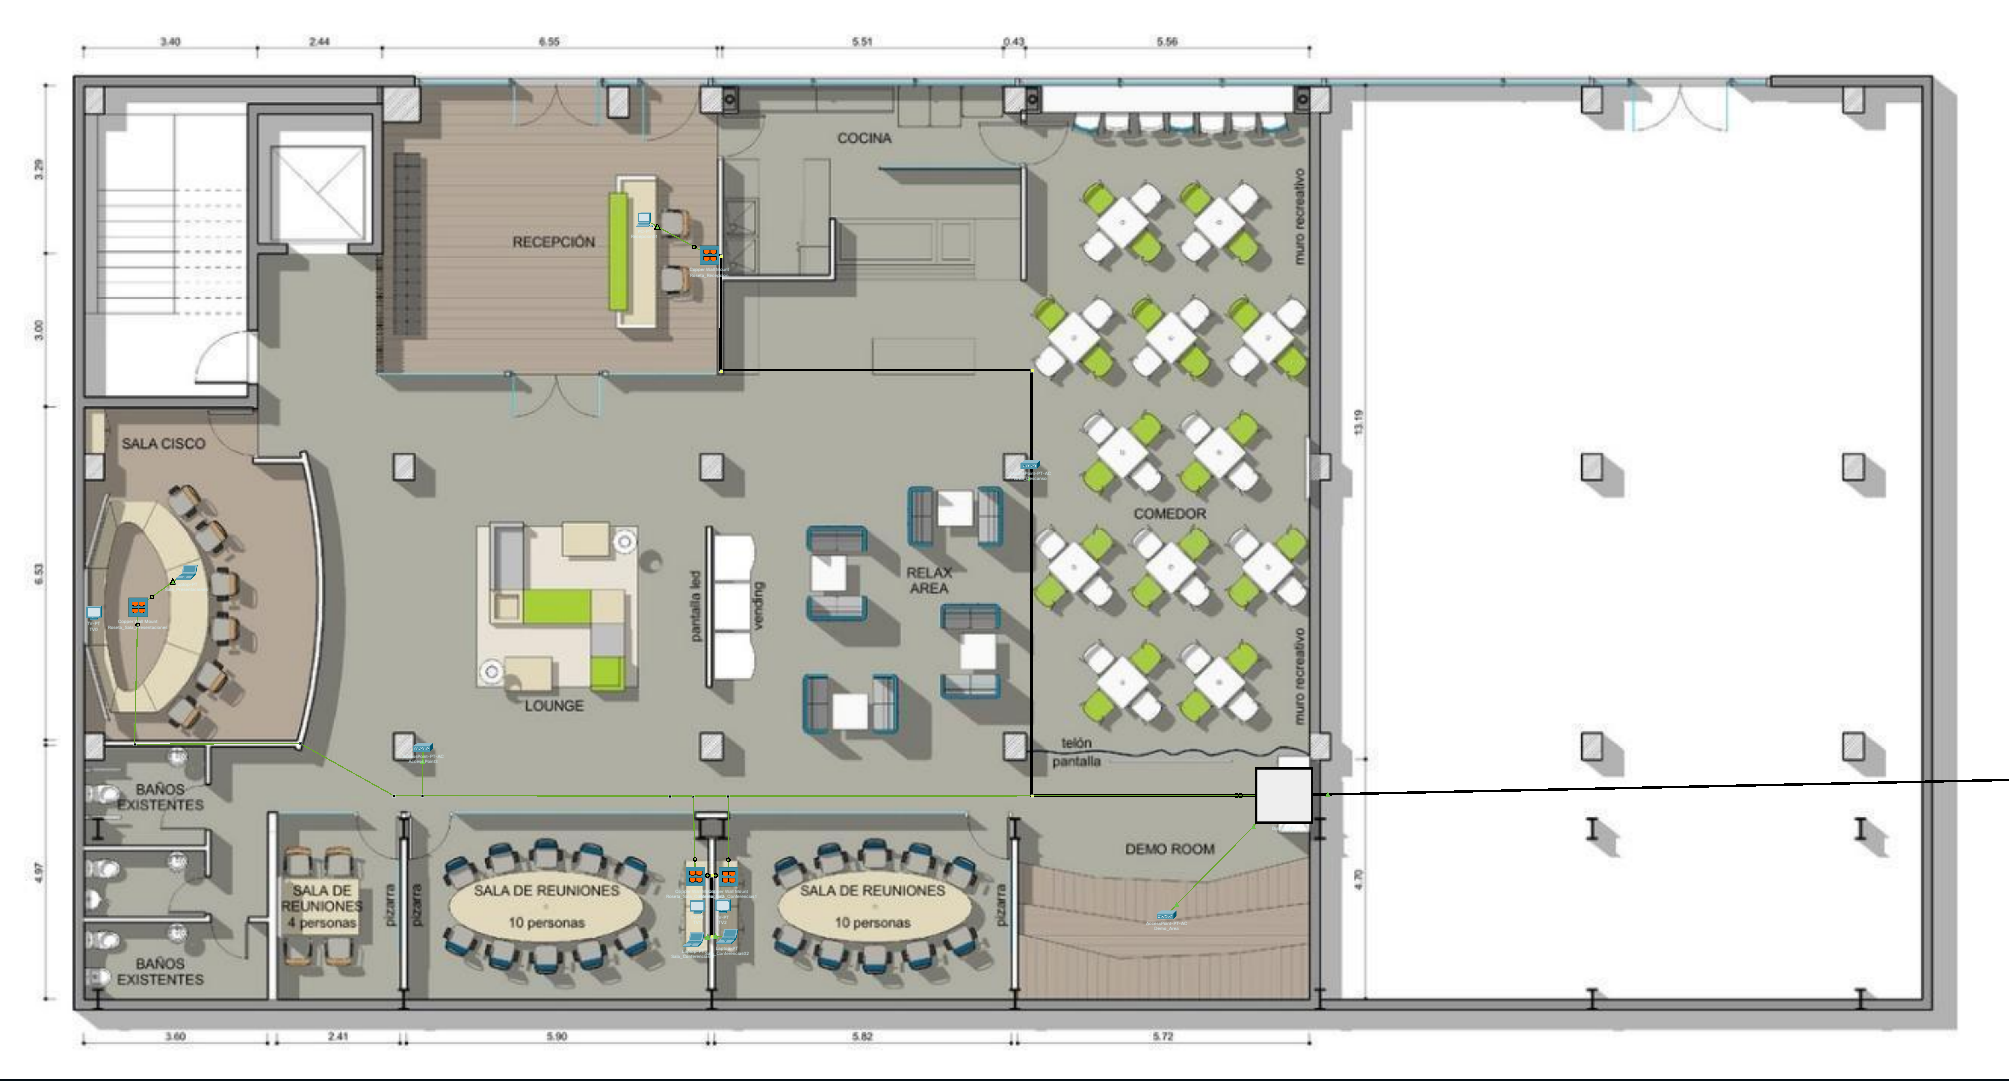 3.40
2.44
6.55
5.51
0.43
5.56
3.29
3.00
6.53
4.97
COCINA
RECEPCIÓN
muro recreativo
13.19
SALA CISCO
COMEDOR
RELAX
AREA
pantalla led
vending
LOUNGE
muro recreativo
telón
pantalla
BAÑOS
EXISTENTES
DEMO ROOM
4.70
SALA DE
REUNIONES
4 personas
pizarra
pizarra
SALA DE REUNIONES
10 personas
SALA DE REUNIONES
10 personas
pizarra
BAÑOS
EXISTENTES
3.60
2.41
5.90
5.82
5.72